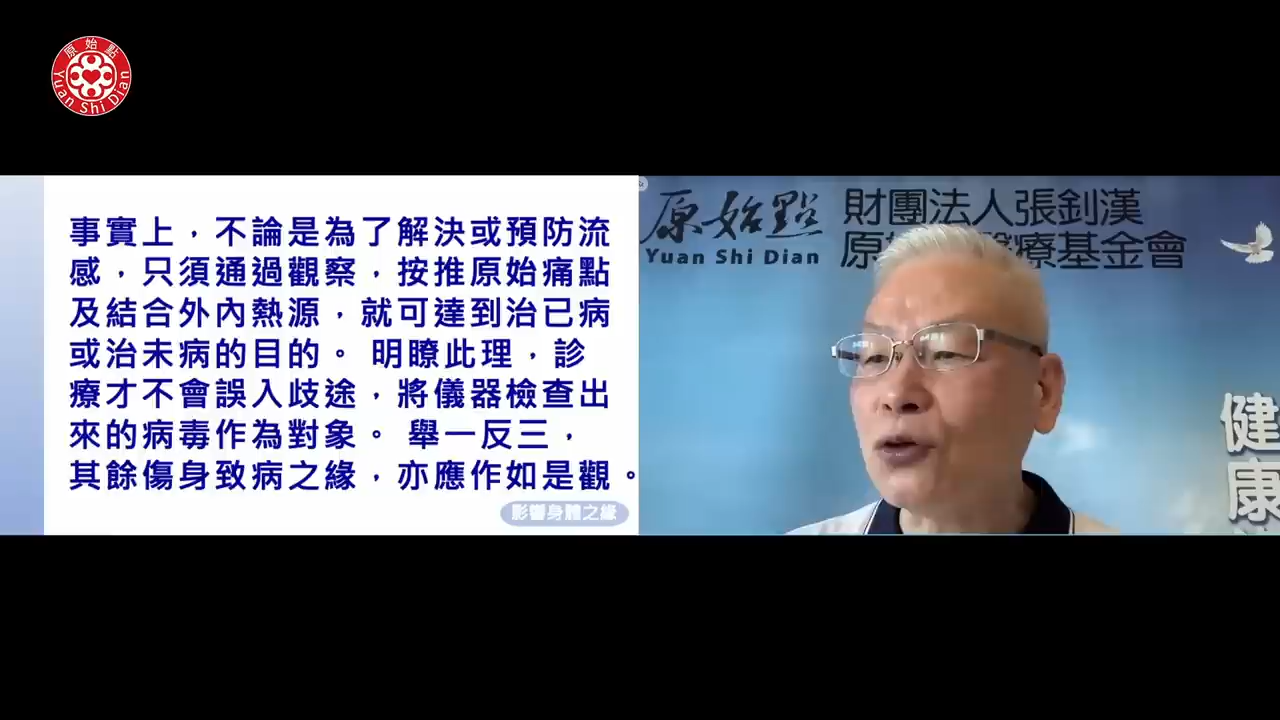 原始點
Yuan Shi Dian
事實上，不論是為了解決或預防流
感，只須通過觀察，按推原始痛點
及結合外內熱源，就可達到治已病
或治未病的目的。 明瞭此理，診
療才不會誤入歧途，將儀器檢查出
來的病毒作為對象。 舉一反三，
其餘傷身致病之緣，亦應作如是觀。
影響身體之緣
原始點
Yuan Shi Dian
財團法人張釗漢
原 醫療基金會
健康